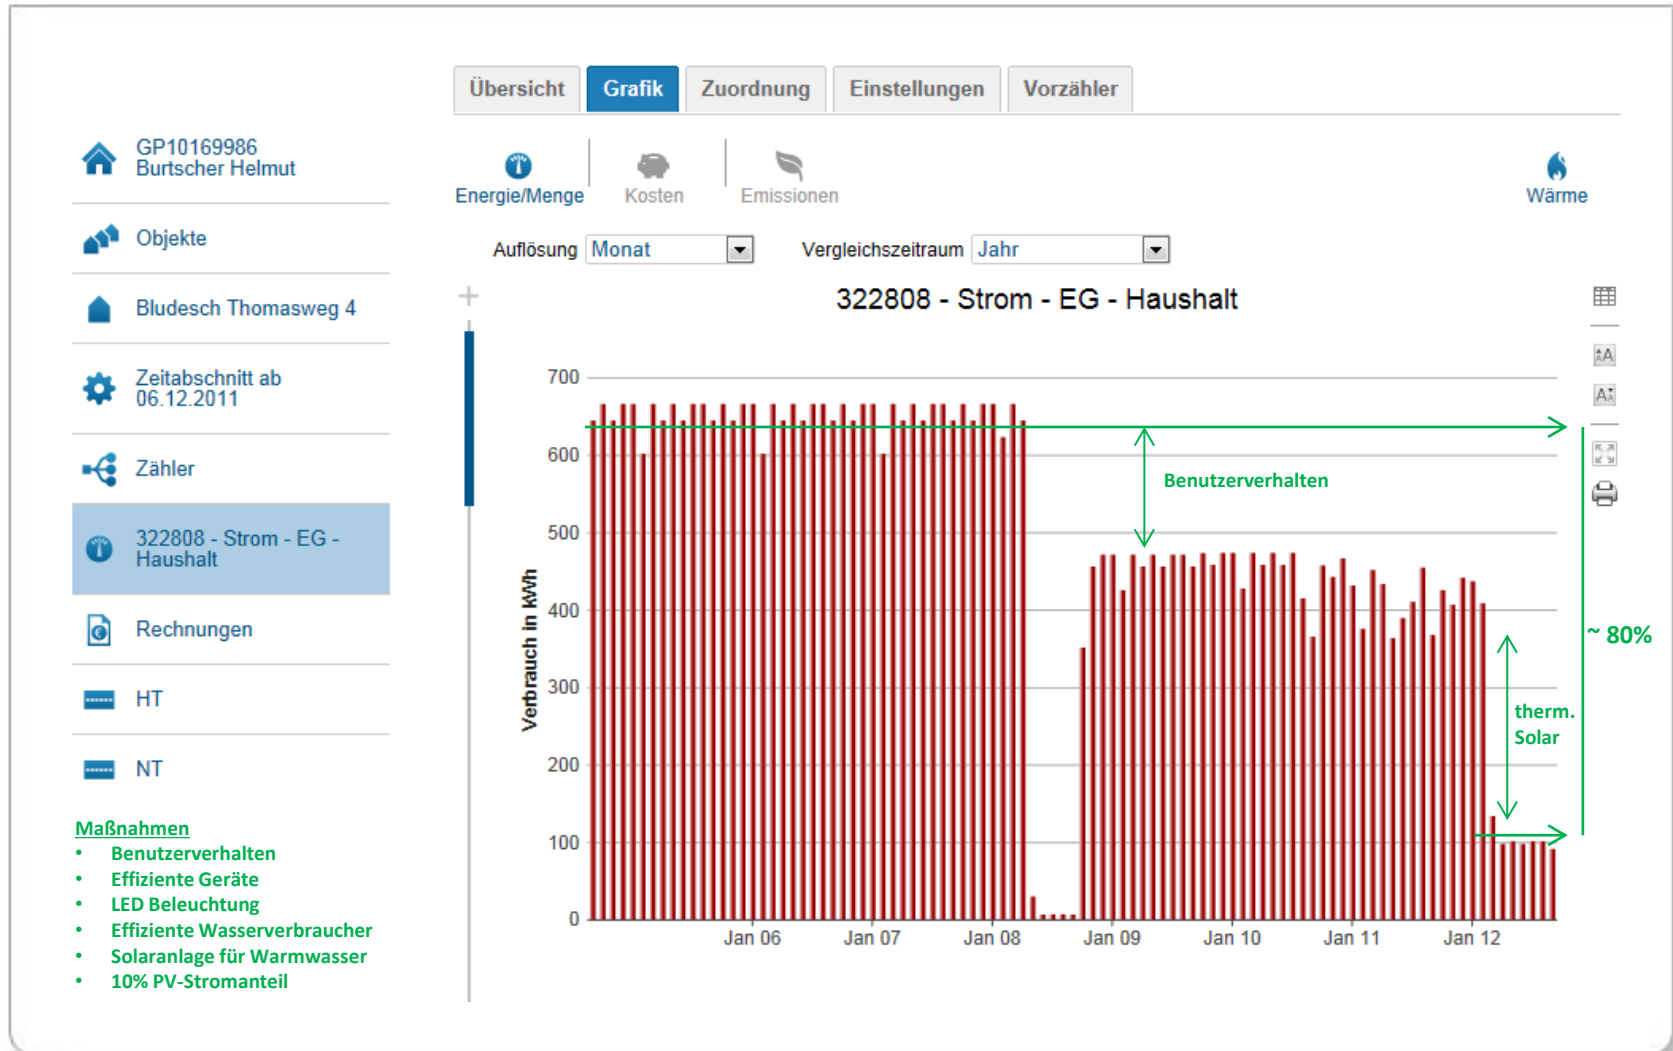 Übersicht Grafik Zuordnung Einstellungen Vorzähler
GP10169986
Burtscher Helmut
Objekte
Bludesch Thomasweg 4
Zeitabschnitt ab
06.12.2011
Zähler
322808 - Strom - EG -
Haushalt
Rechnungen
HT
NT
Maßnahmen
• Benutzerverhalten
• Effiziente Geräte
• LED Beleuchtung
• Effiziente Wasserverbraucher
• Solaranlage für Warmwasser
• 10% PV-Stromanteil
Energie/Menge Kosten Emissionen Wärme
Auflösung Monat Vergleichszeitraum Jahr
322808 - Strom - EG - Haushalt
Verbrauch in kWh
700
600
500
400
300
200
100
0
Jan 06 Jan 07 Jan 08 Jan 09 Jan 10 Jan 11 Jan 12
Benutzerverhalten
~ 80%
therm.
Solar
A
A